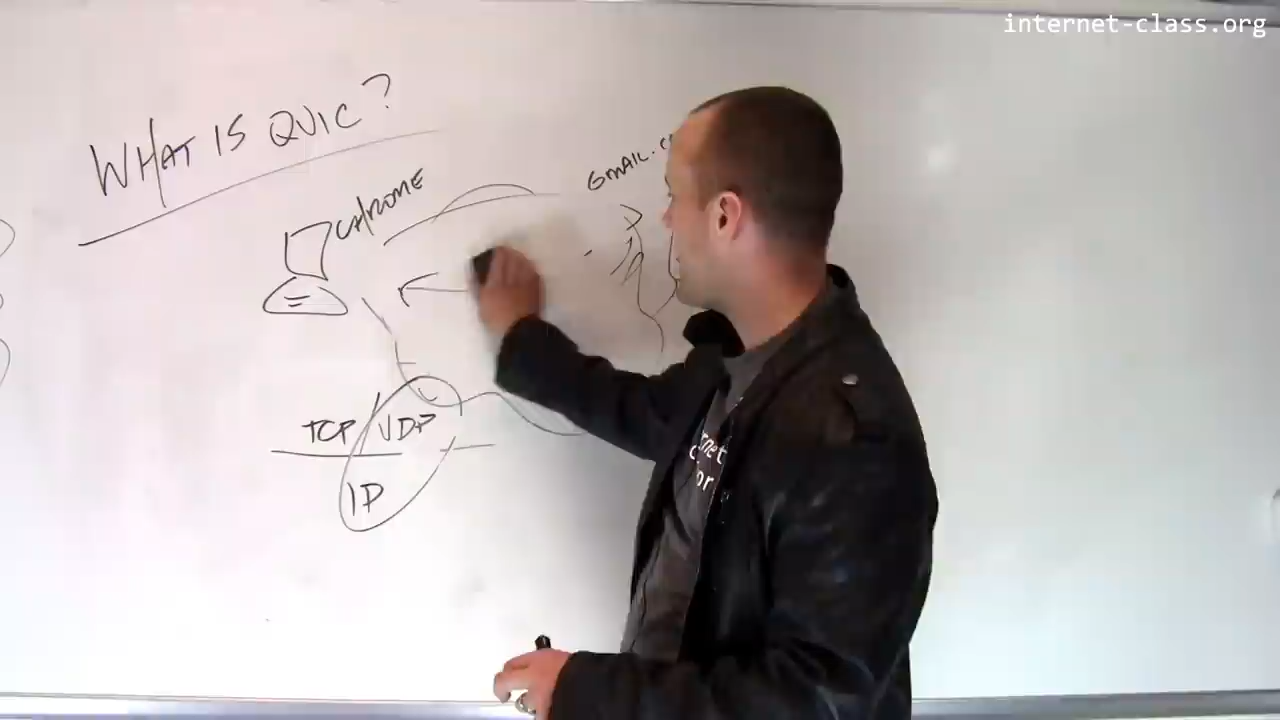 internet-class.org
WHAT IS QUIC?
CHROME
GMAIL.C
TCP/UDP
IP